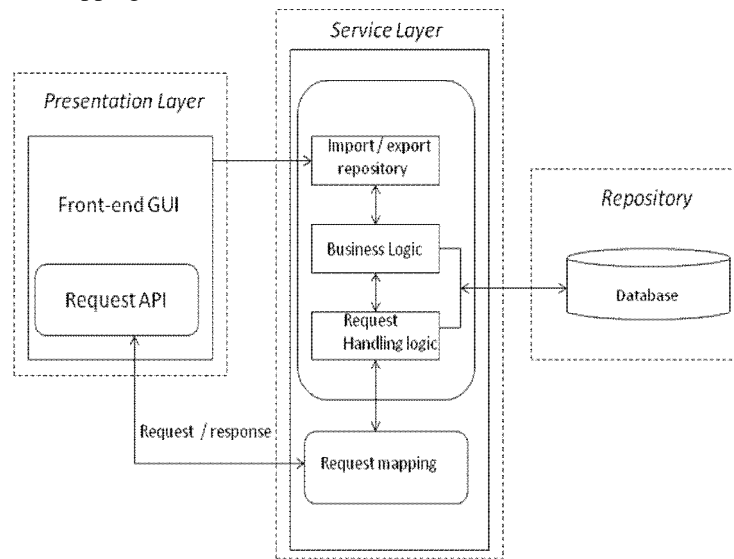 Service Layer
Presentation Layer
Import / export
repository
Front-end GUI
Repository
Business Logic
Request API
Database
Request
Handling logic
Request / response
Request mapping